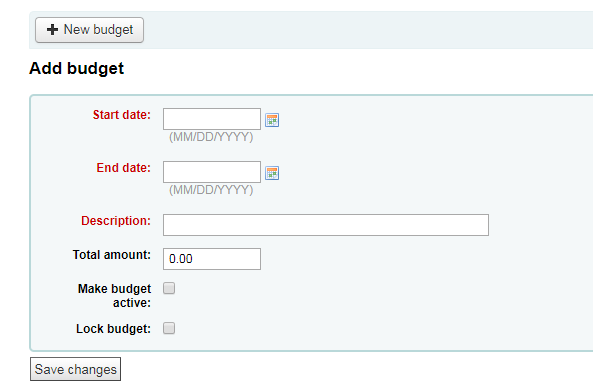 New budget
Add budget
Start date:
(MM/DD/YYYY)
End date:
(MM/DD/YYYY)
Description:
Total amount: 0.00
Make budget
active:
Lock budget:
Save changes